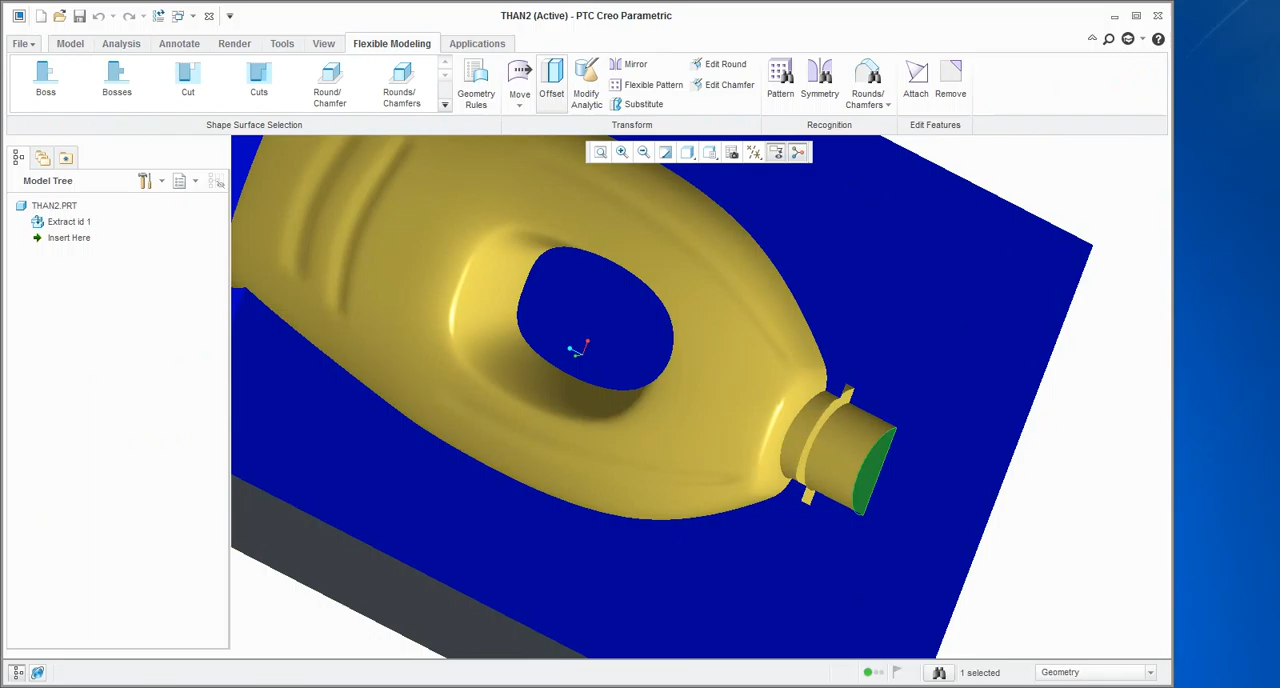 THAN2 (Active) - PTC Creo Parametric
File Model Analysis Annotate Render Tools View Flexible Modeling Applications
Boss
Bosses
Cut
Cuts
Round/
Chamfer
Rounds/
Chamfers
Geometry
Rules
Move
Offset
Modify
Analytic
Mirror
Flexible Pattern
Substitute
Edit Round
Edit Chamfer
Pattern
Symmetry
Rounds/
Chamfers
Attach
Remove
Shape Surface Selection
Transform
Recognition
Edit Features
Model Tree
THAN2.PRT
Extract id 1
Insert Here
1 selected
Geometry